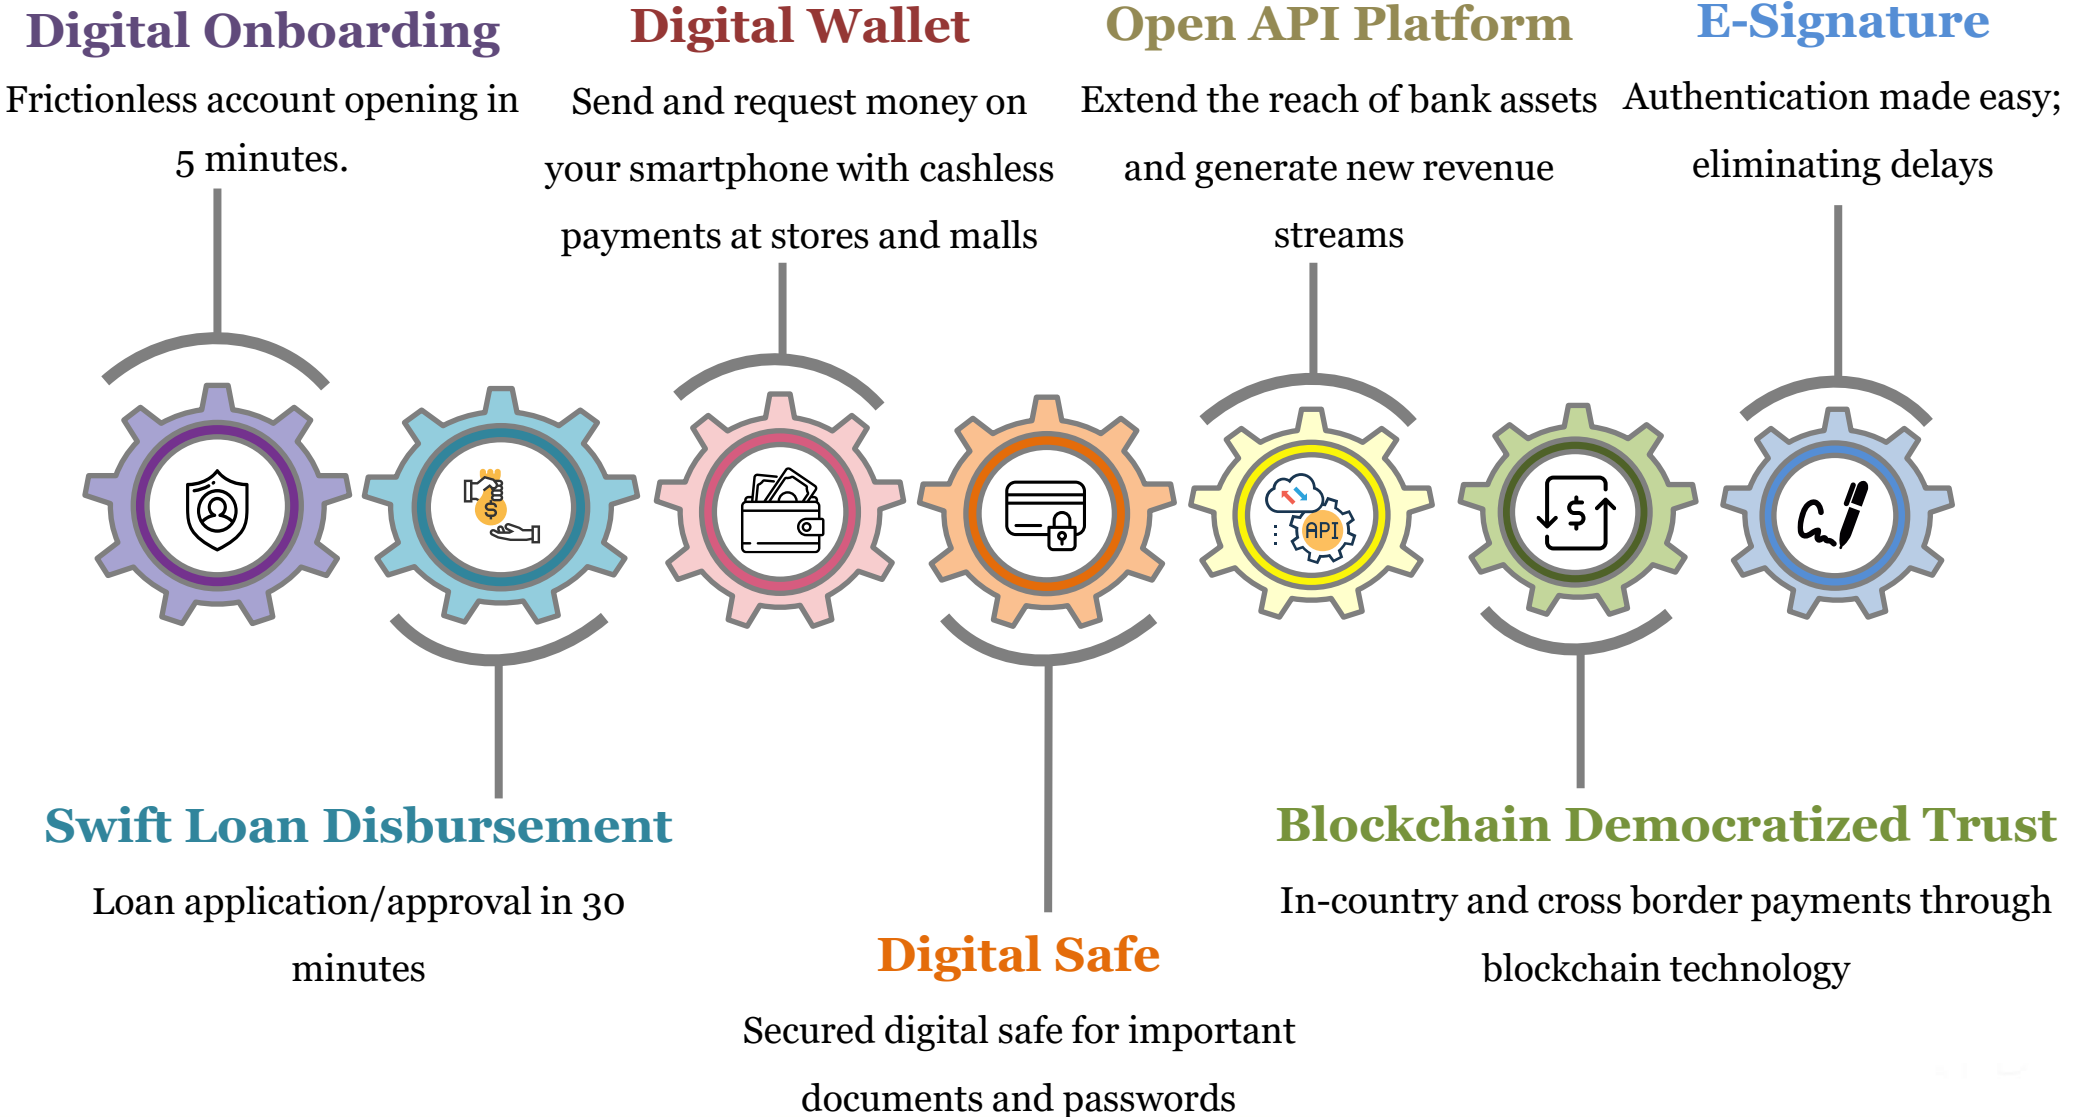 Digital Onboarding
Frictionless account opening in
5 minutes.
Digital Wallet
Send and request money on
your smartphone with cashless
payments at stores and malls
Open API Platform
Extend the reach of bank assets
and generate new revenue
streams
E-Signature
Authentication made easy;
eliminating delays
$
API
$
Swift Loan Disbursement
Loan application/approval in 30
minutes
Digital Safe
Secured digital safe for important
documents and passwords
Blockchain Democratized Trust
In-country and cross border payments through
blockchain technology